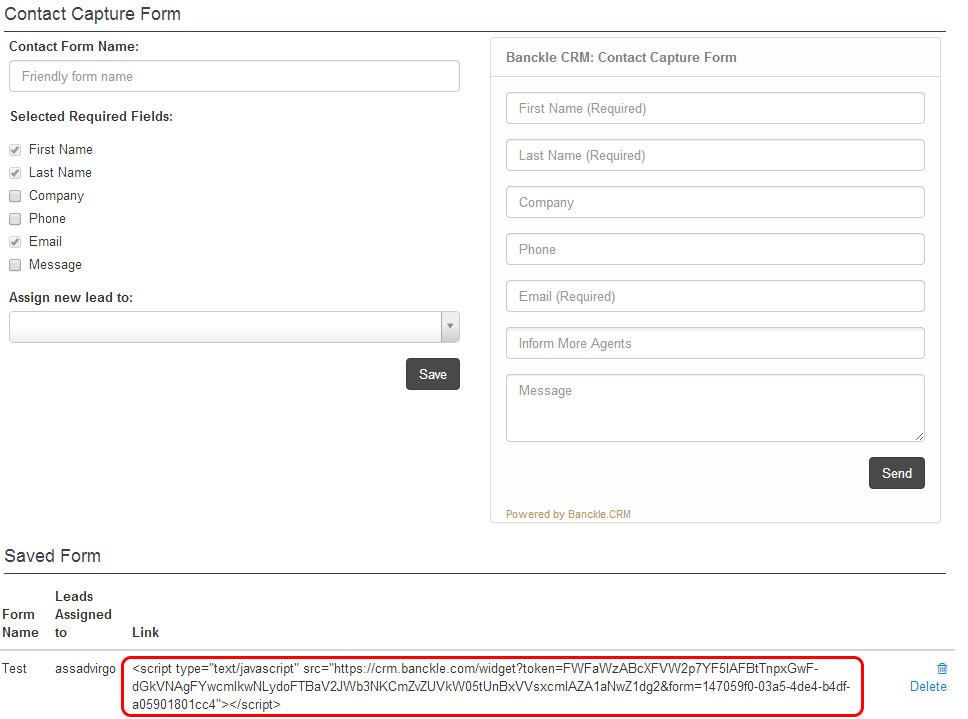 Contact Capture Form
Contact Form Name:
Friendly form name
Selected Required Fields:
First Name
Last Name
Company
Phone
Email
Message
Assign new lead to:
Save
Banckle CRM: Contact Capture Form
First Name (Required)
Last Name (Required)
Company
Phone
Email (Required)
Inform More Agents
Message
Send
Powered by Banckle.CRM
Saved Form
Form
Name
Leads
Assigned
to
Link
Test
assadvirgo
<script type="text/javascript" src="https://crm.banckle.com/widget?token=FWFaWzABcXFVW2p7YF5lAFBtTnpxGwF-
dGkVNAgFYwcmIkwNLydoFTBaV2JWb3NKCmZvZUVkW05tUnBxVVsxcmlAZA1aNwZ1dg2&form=147059f0-03a5-4de4-b4df-
a05901801cc4"></script>
Delete